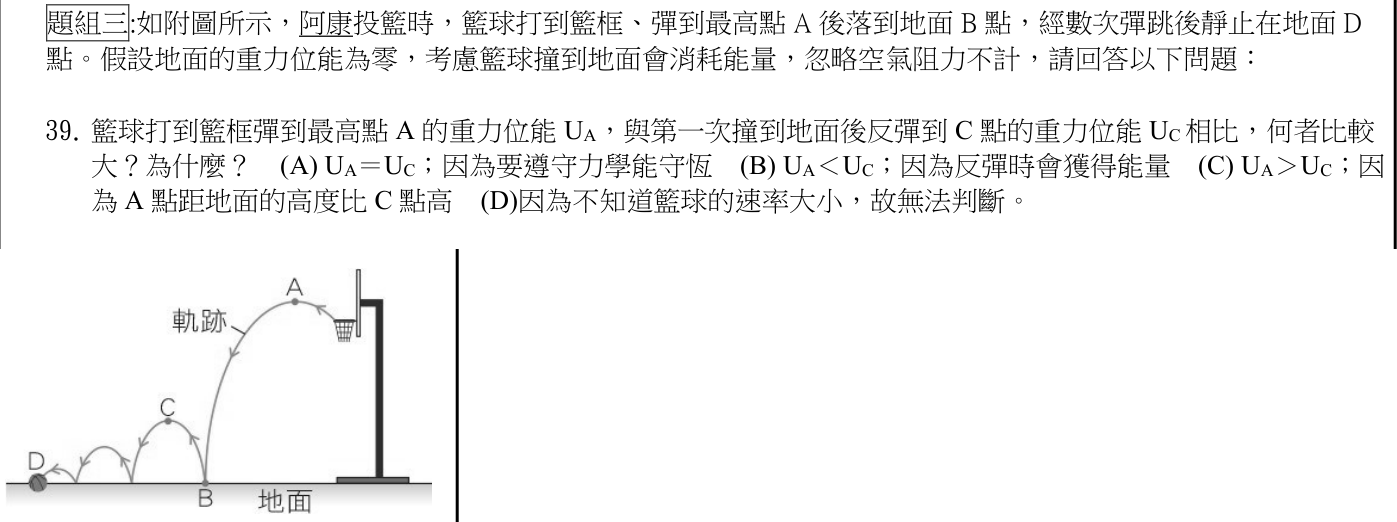 題組三:如附圖所示，阿康投籃時，籃球打到籃框、彈到最高點 A 後落到地面 B 點，經數次彈跳後靜止在地面 D
點。假設地面的重力位能為零，考慮籃球撞到地面會消耗能量，忽略空氣阻力不計，請回答以下問題：
39. 籃球打到籃框彈到最高點 A 的重力位能 UA，與第一次撞到地面後反彈到 C 點的重力位能 UC 相比，何者比較
大？為什麼？ (A) UA＝UC；因為要遵守力學能守恆 (B) UA＜UC；因為反彈時會獲得能量 (C) UA＞UC；因
為 A 點距地面的高度比 C 點高 (D)因為不知道籃球的速率大小，故無法判斷。
A
軌跡
C
D
B
地面